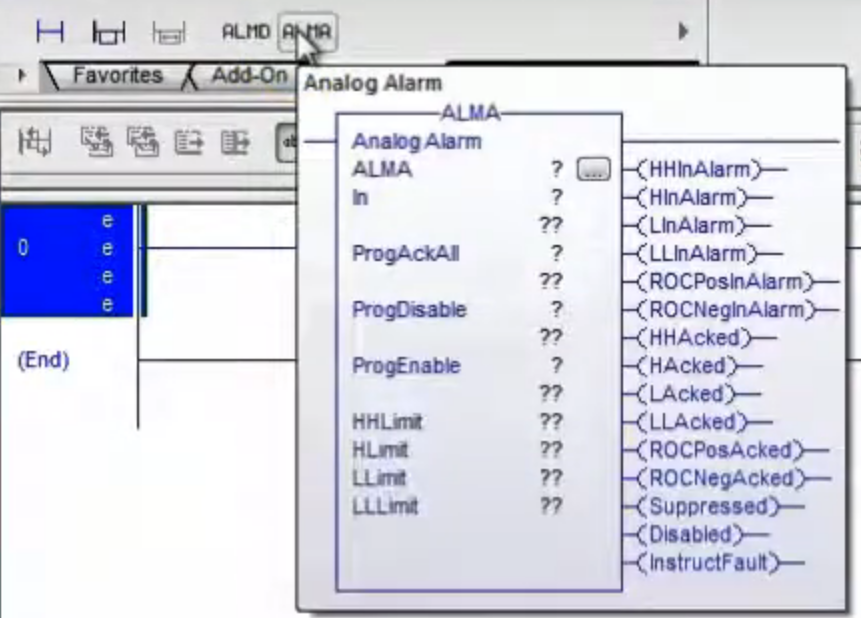 ALMD ALMA
Favorites Add-On
Analog Alarm
ALMA
Analog Alarm
ALMA ? ... HHInAlarm
In ? HInAlarm
?? LInAlarm
ProgAckAll ? LLInAlarm
?? ROCPosInAlarm
ProgDisable ? ROCNegInAlarm
?? HHAcked
ProgEnable ? HAcked
?? LAcked
HHLimit ?? LLAcked
HLimit ?? ROCPosAcked
LLimit ?? ROCNegAcked
LLLimit ?? Suppressed
Disabled
InstructFault
0 e
e
e
e
(End)